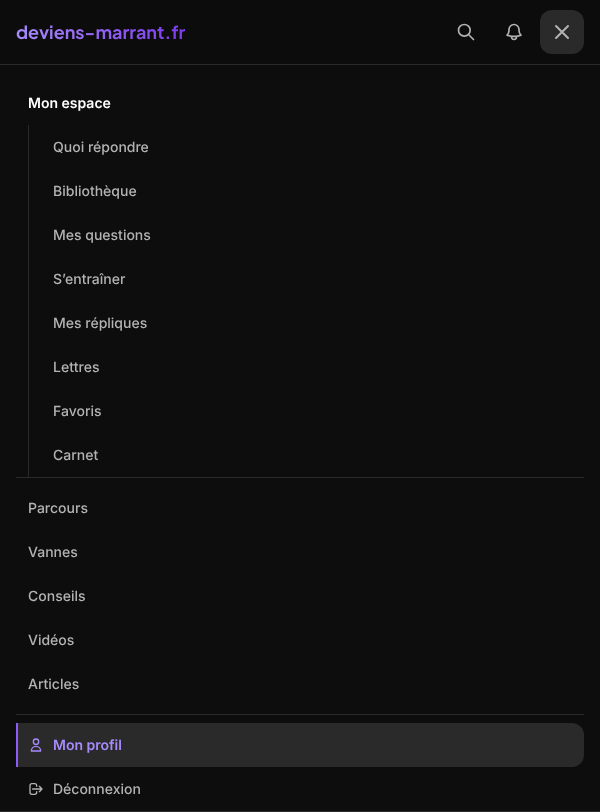 deviens-marrant.fr
Mon espace
Quoi répondre
Bibliothèque
Mes questions
S’entraîner
Mes répliques
Lettres
Favoris
Carnet
Parcours
Vannes
Conseils
Vidéos
Articles
Mon profil
Déconnexion